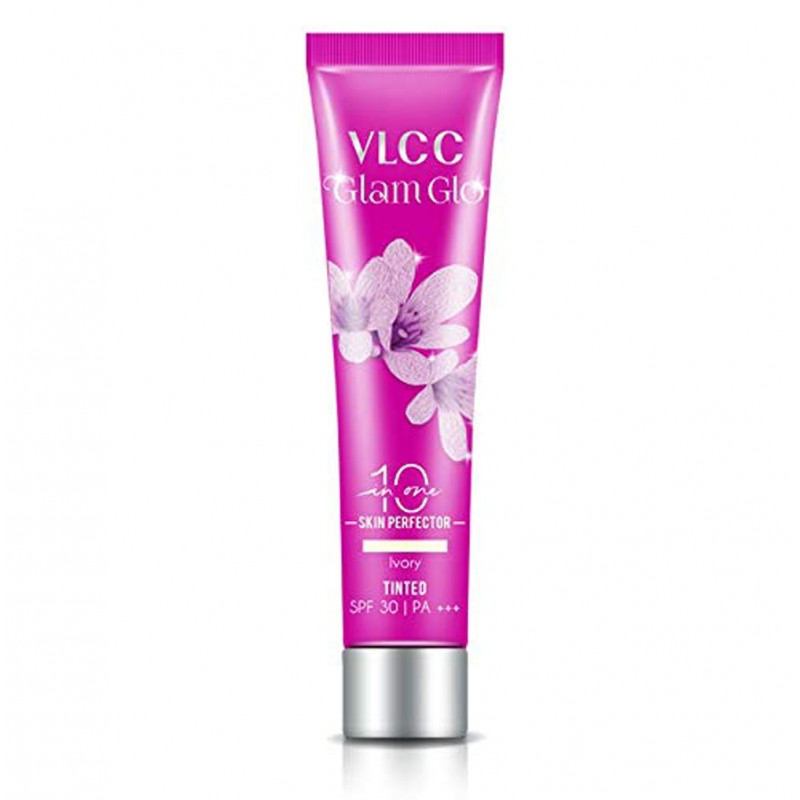 VLCC
Glam Glo
10
in one
SKIN PERFECTOR
Ivory
TINTED
SPF 30 | PA +++